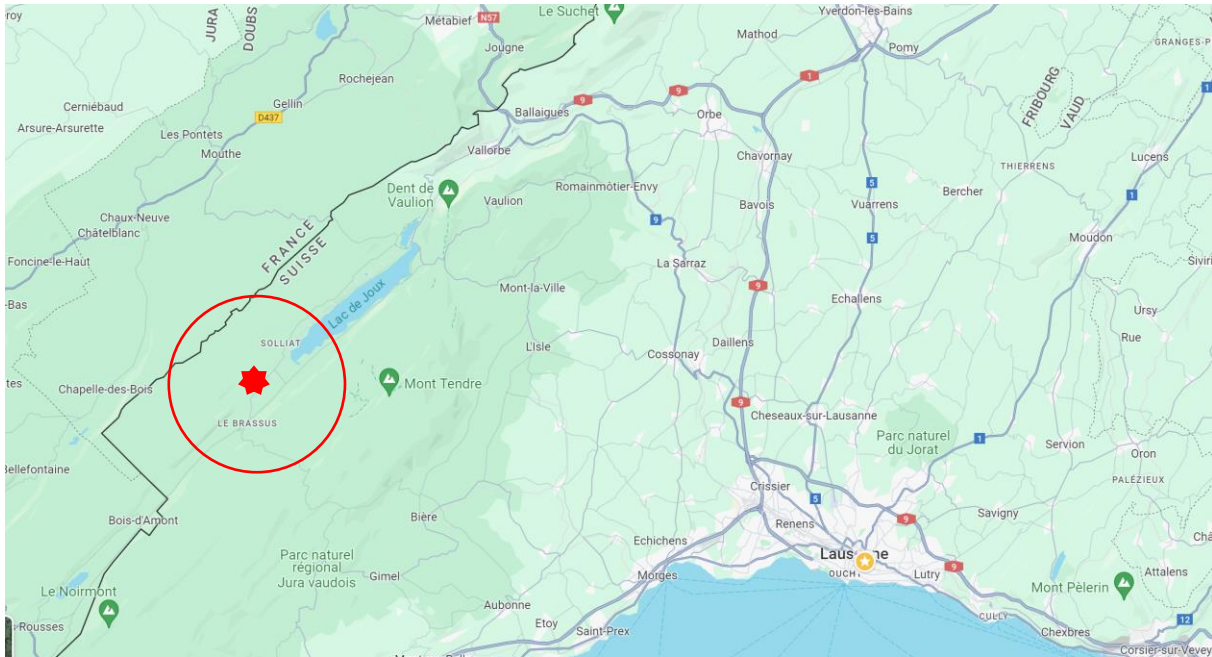 eroy
JURA
DOUBS
Métabief
N57
Le Suchet
Yverdon-les-Bains
Mathod
Pomy
GRANGES-P
Jougne
Rochejean
Cerniébaud
Gellin
D437
Arsure-Arsurette
Les Pontets
Mouthe
9
9
1
1
Ballaigues
Orbe
FRIBOURG
VAUD
Vallorbe
Chavornay
THIERRENS
Lucens
Dent de
Vaulion
Vaulion
Romainmôtier-Envy
Bavois
5
Vuarrens
Bercher
1
Chaux-Neuve
Châtelblanc
FRANCE
SUISSE
9
5
Moudon
Foncine-le-Haut
La Sarraz
Siviri
-Bas
Lac de Joux
Mont-la-Ville
9
Echallens
Ursy
Rue
SOLLIAT
L'Isle
Cossonay
Daillens
tes
Chapelle-des-Bois
Mont Tendre
9
Cheseaux-sur-Lausanne
LE BRASSUS
Parc naturel
du Jorat
1
Servion
Oron
Bellefontaine
PALÉZIEUX
Crissier
5
Bois-d'Amont
Bière
Renens
9
Savigny
Echichens
Lausanne
OUCHY
Parc naturel
régional
Jura vaudois
Gimel
Morges
Lutry
9
Mont Pèlerin
Attalens
Le Noirmont
Aubonne
CULLY
Rousses
Etoy
Saint-Prex
Chexbres
12
Corsier-sur-Vevey